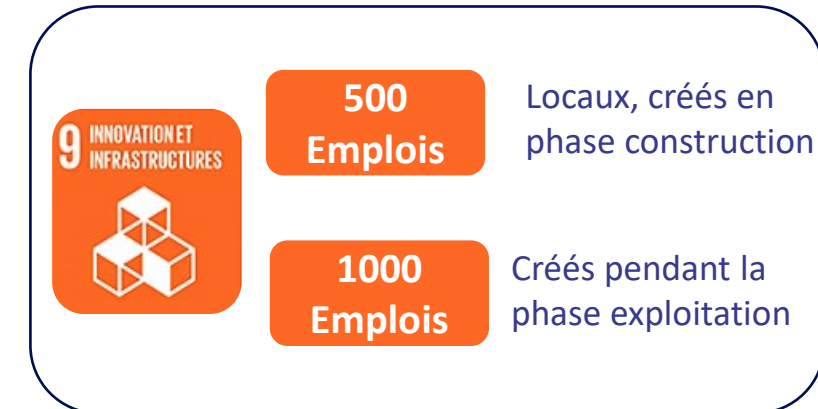 9 INNOVATION ET
INFRASTRUCTURES
500
Emplois
Locaux, créés en
phase construction
1000
Emplois
Créés pendant la
phase exploitation